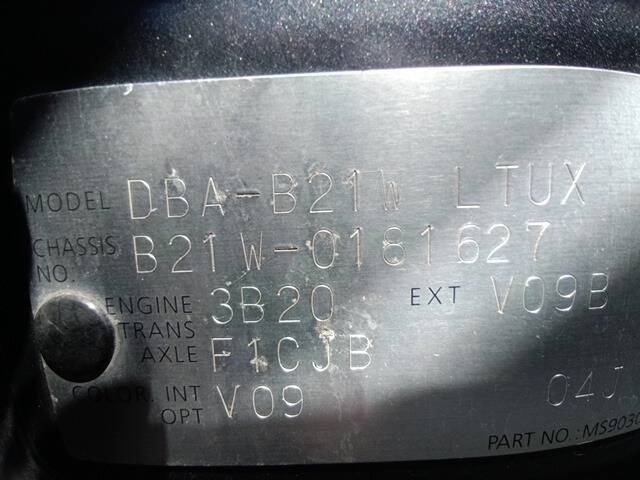 MODEL DBA-B21W LTUX
CHASSIS NO. B21W-0181627
ENGINE 3B20 EXT V09B
TRANS AXLE F1CJB
COLOR. INT OPT V09 04J
PART NO.: MS9030